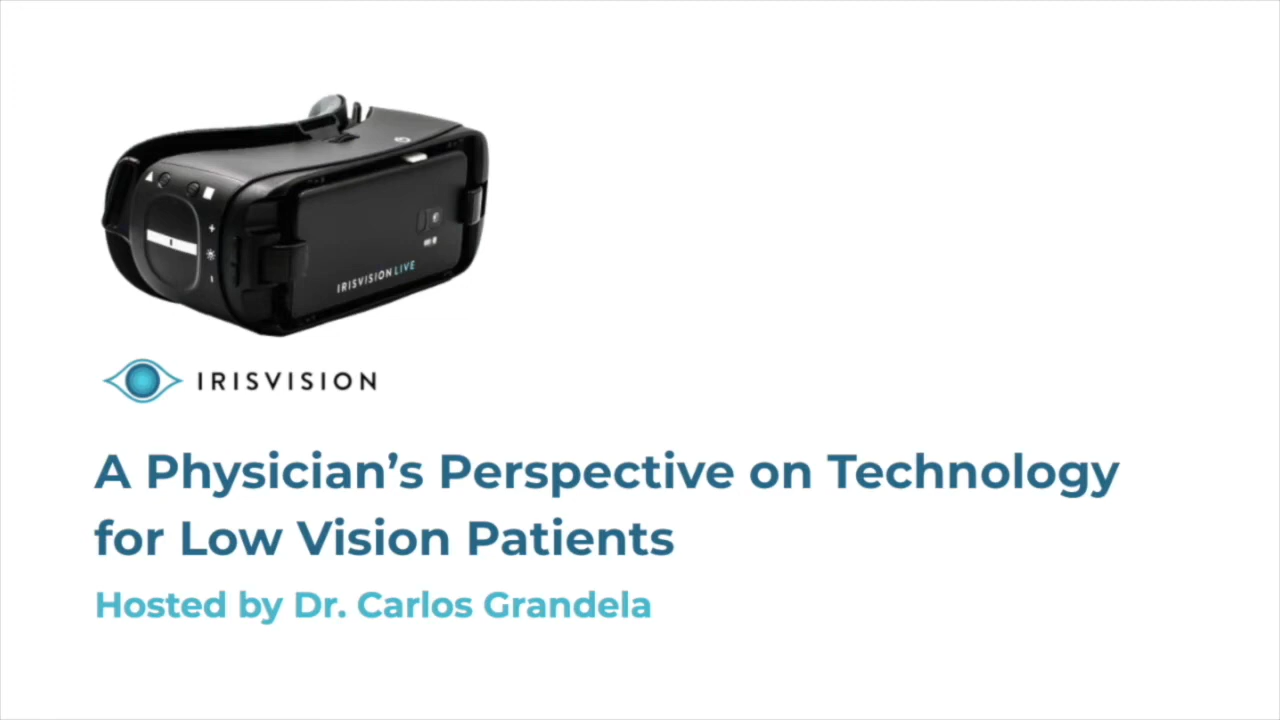 IRISVISION LIVE
IRISVISION
A Physician’s Perspective on Technology
for Low Vision Patients
Hosted by Dr. Carlos Grandela